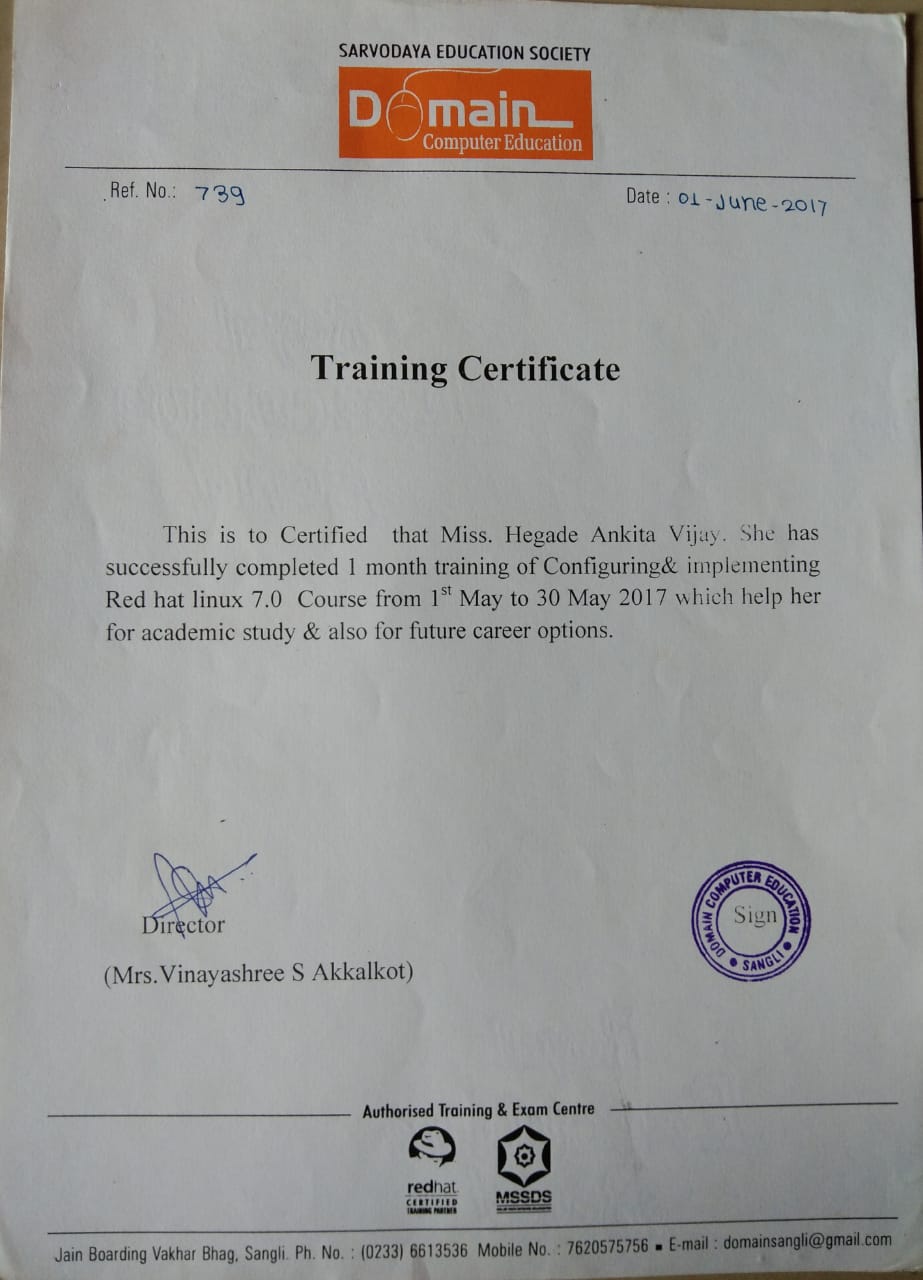 SARVODAYA EDUCATION SOCIETY
Domain
Computer Education
Ref. No.: 739
Date : 01-June-2017
Training Certificate
This is to Certified that Miss. Hegade Ankita Vijay. She has
successfully completed 1 month training of Configuring& implementing
Red hat linux 7.0 Course from 1st May to 30 May 2017 which help her
for academic study & also for future career options.
Director
(Mrs.Vinayashree S Akkalkot)
DOMAIN COMPUTER EDUCATION
Sign
SANGLI
Authorised Training & Exam Centre
redhat.
CERTIFIED
TRAINING PARTNER
MSSDS
Jain Boarding Vakhar Bhag, Sangli. Ph. No. : (0233) 6613536 Mobile No. : 7620575756 ▪ E-mail : domainsangli@gmail.com